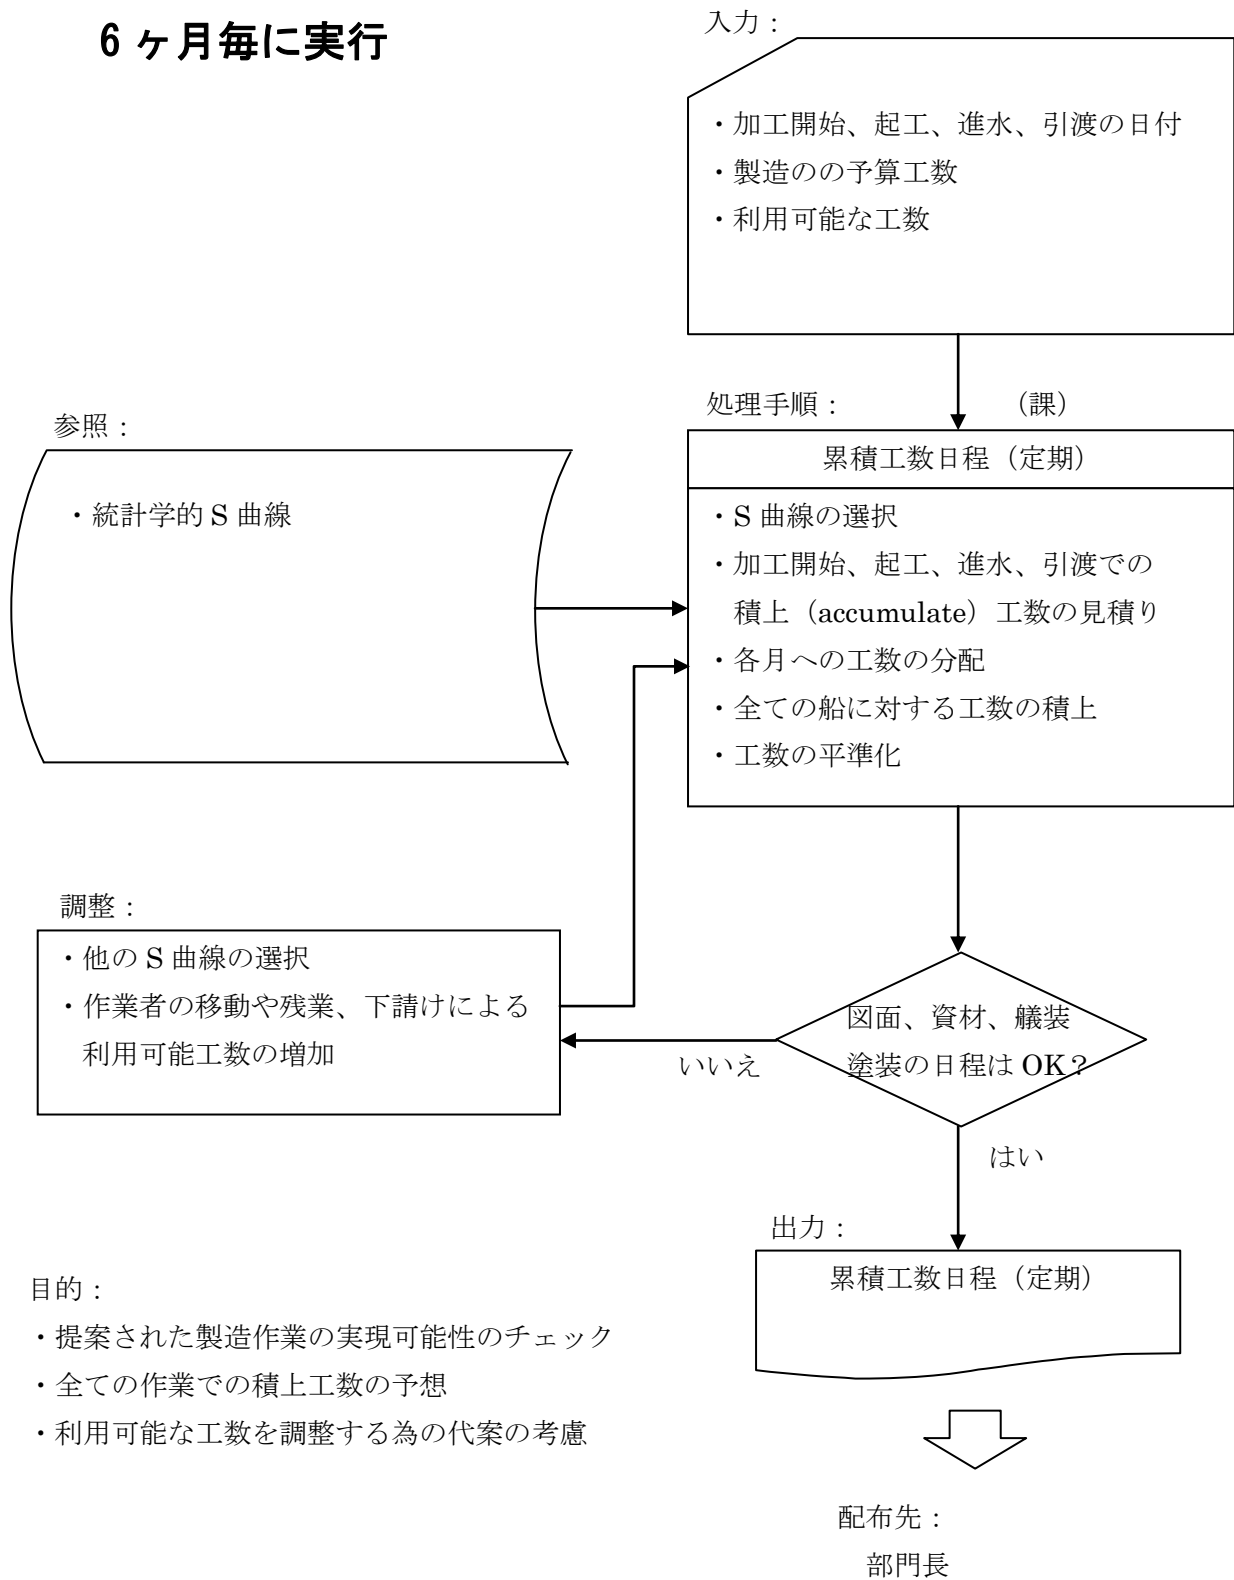 6 ヶ月毎に実行
入力：
・加工開始、起工、進水、引渡の日付
・製造のの予算工数
・利用可能な工数
処理手順：　（課）
累積工数日程（定期）
・S 曲線の選択
・加工開始、起工、進水、引渡での
積上（accumulate）工数の見積り
・各月への工数の分配
・全ての船に対する工数の積上
・工数の平準化
参照：
・統計学的 S 曲線
調整：
・他の S 曲線の選択
・作業者の移動や残業、下請けによる
利用可能工数の増加
図面、資材、艤装
塗装の日程は OK？
いいえ
はい
出力：
累積工数日程（定期）
目的：
・提案された製造作業の実現可能性のチェック
・全ての作業での積上工数の予想
・利用可能な工数を調整する為の代案の考慮
配布先：
部門長